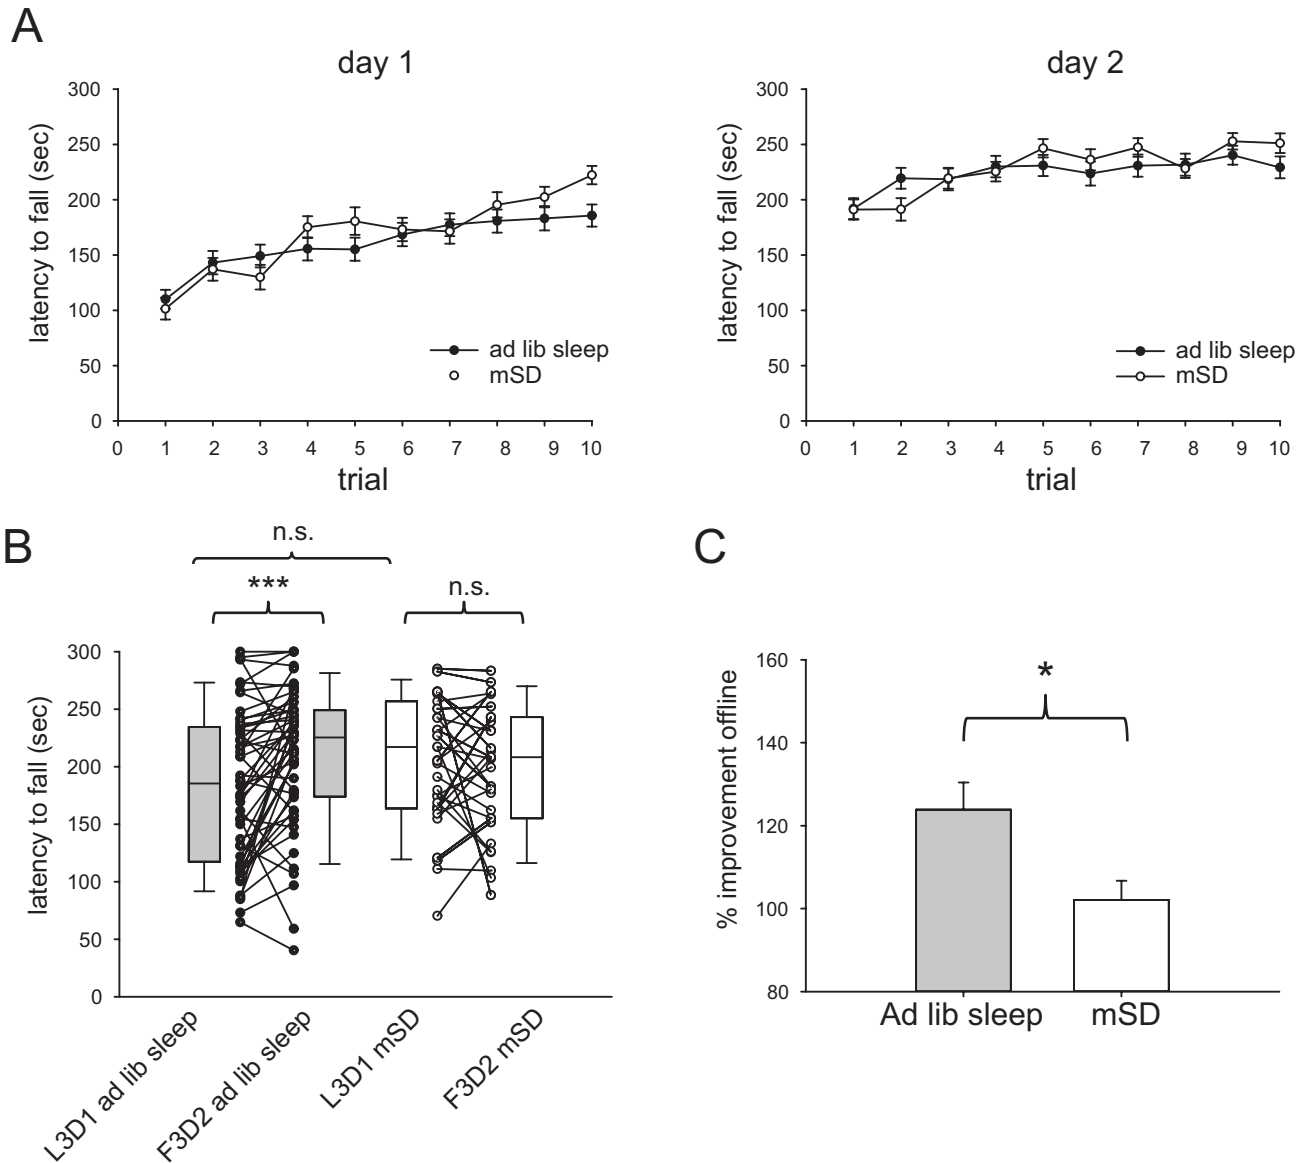 A
day 1
300
250
200
150
100
50
0
latency to fall (sec)
ad lib sleep
mSD
0 1 2 3 4 5 6 7 8 9 10
trial
day 2
300
250
200
150
100
50
0
latency to fall (sec)
ad lib sleep
mSD
0 1 2 3 4 5 6 7 8 9 10
trial
B
n.s.
***
n.s.
300
250
200
150
100
50
0
latency to fall (sec)
L3D1 ad lib sleep
F3D2 ad lib sleep
L3D1 mSD
F3D2 mSD
C
*
160
140
120
100
80
% improvement offline
Ad lib sleep
mSD